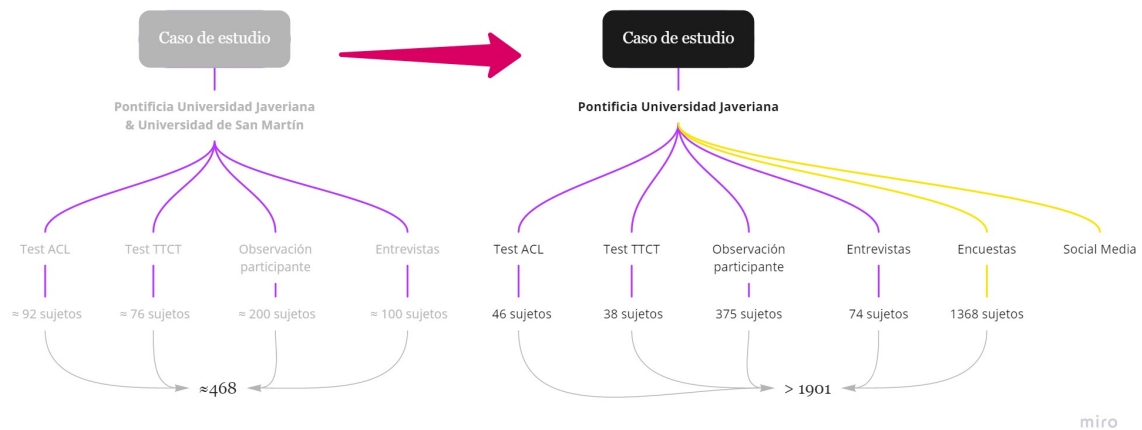 Caso de estudio
Pontificia Universidad Javeriana
& Universidad de San Martín
Test ACL
Test TTCT
Observación
participante
Entrevistas
≈ 92 sujetos
≈ 76 sujetos
≈ 200 sujetos
≈ 100 sujetos
≈468
Caso de estudio
Pontificia Universidad Javeriana
Test ACL
Test TTCT
Observación
participante
Entrevistas
Encuestas
Social Media
46 sujetos
38 sujetos
375 sujetos
74 sujetos
1368 sujetos
> 1901
miro